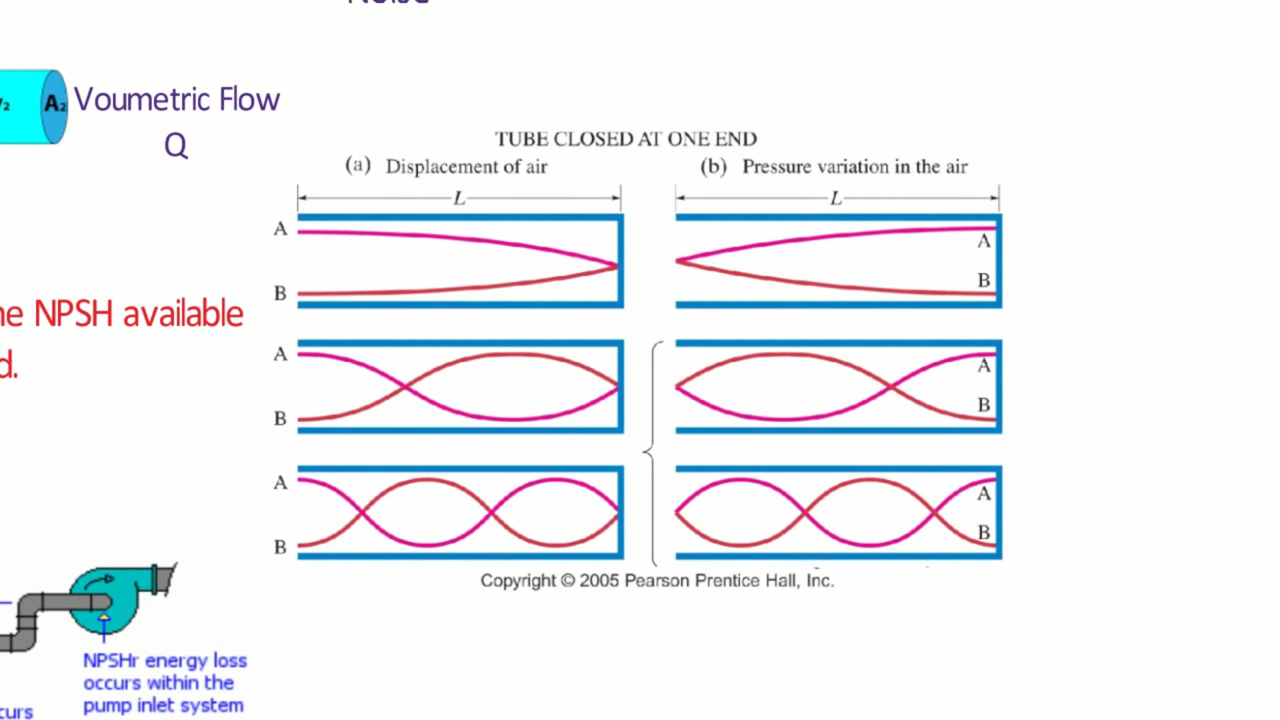 Noise
A₂
Voumetric Flow
Q
TUBE CLOSED AT ONE END
(a) Displacement of air
(b) Pressure variation in the air
L
L
A
B
A
B
A
B
A
B
A
B
A
B
NPSH available
d.
Copyright © 2005 Pearson Prentice Hall, Inc.
NPSHr energy loss
occurs within the
pump inlet system